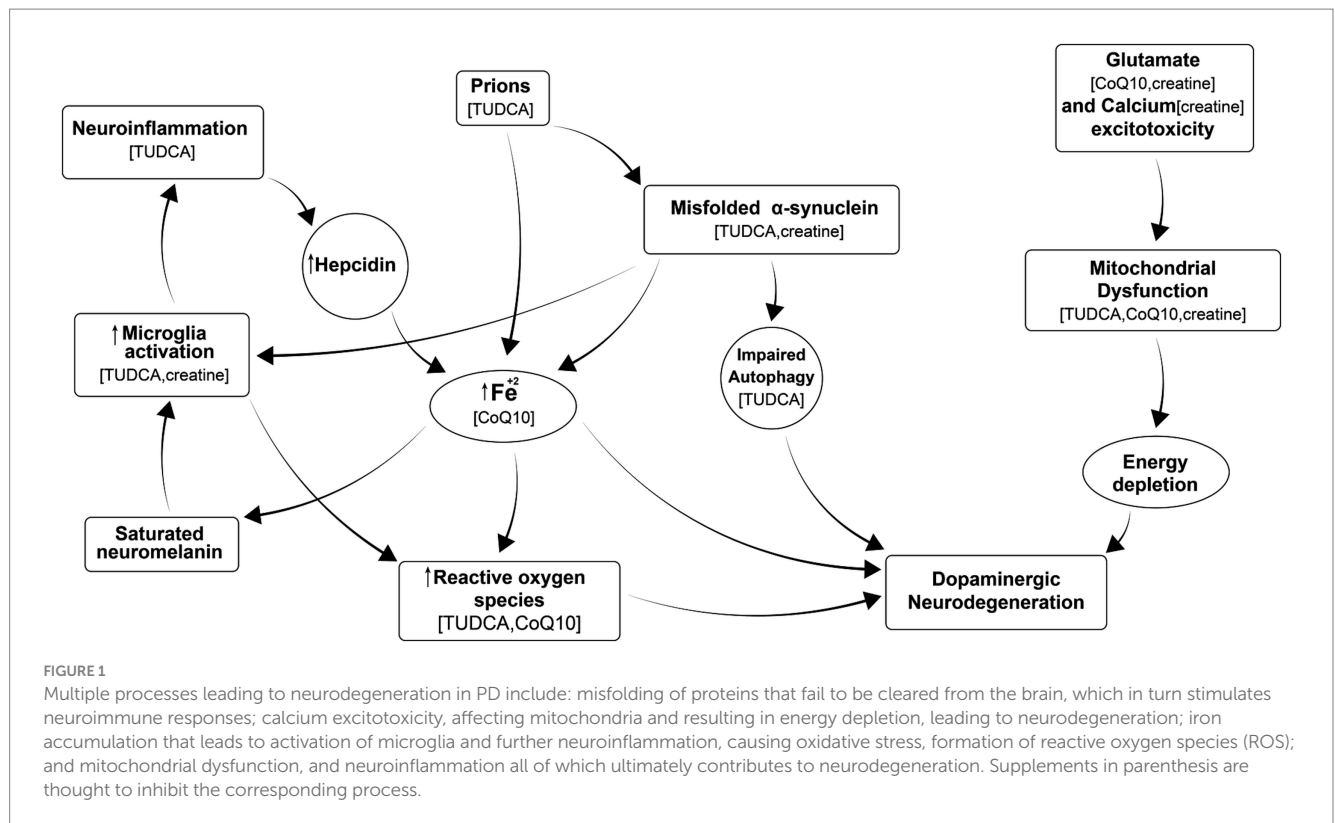 Glutamate
[CoQ10,creatine]
and Calcium[creatine]
excitotoxicity
Prions
[TUDCA]
Neuroinflammation
[TUDCA]
Misfolded α-synuclein
[TUDCA,creatine]
↑Hepcidin
Mitochondrial
Dysfunction
[TUDCA,CoQ10,creatine]
↑Microglia
activation
[TUDCA,creatine]
Impaired
Autophagy
[TUDCA]
↑Fe+2
[CoQ10]
Energy
depletion
Saturated
neuromelanin
↑Reactive oxygen
species
[TUDCA,CoQ10]
Dopaminergic
Neurodegeneration
FIGURE 1
Multiple processes leading to neurodegeneration in PD include: misfolding of proteins that fail to be cleared from the brain, which in turn stimulates
neuroimmune responses; calcium excitotoxicity, affecting mitochondria and resulting in energy depletion, leading to neurodegeneration; iron
accumulation that leads to activation of microglia and further neuroinflammation, causing oxidative stress, formation of reactive oxygen species (ROS);
and mitochondrial dysfunction, and neuroinflammation all of which ultimately contributes to neurodegeneration. Supplements in parenthesis are
thought to inhibit the corresponding process.